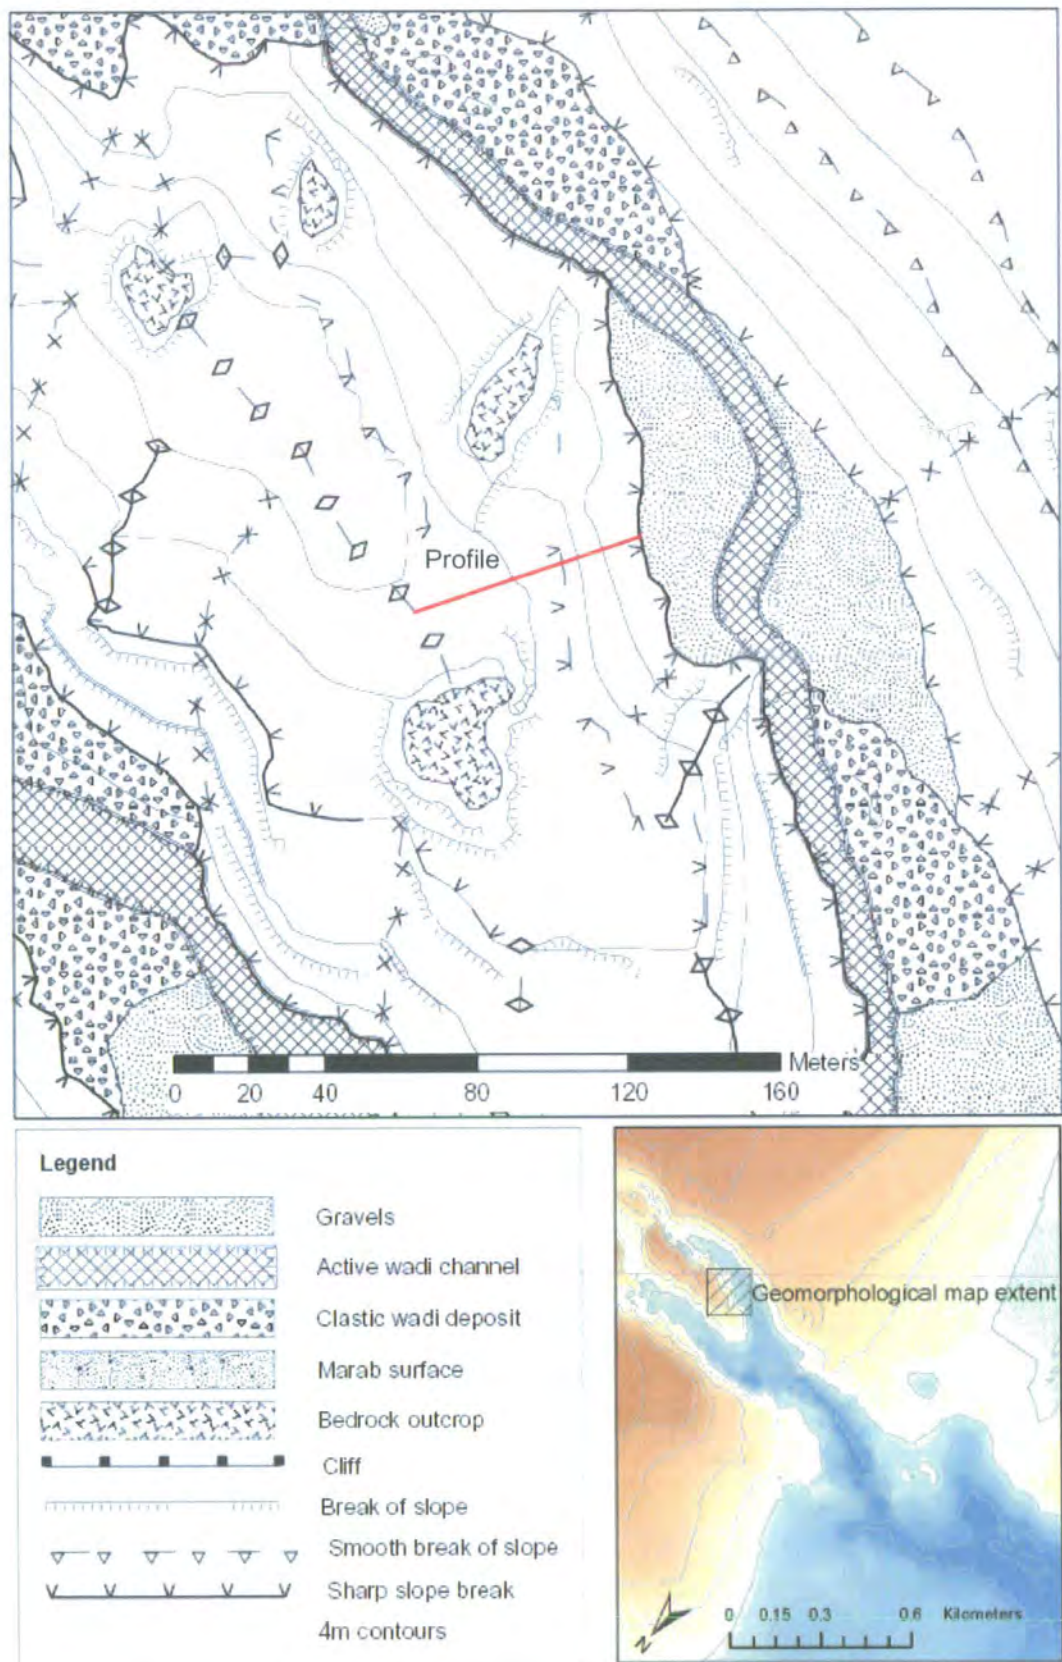 Profile
Meters
0 20 40 80 120 160
Legend
Gravels
Active wadi channel
Clastic wadi deposit
Marab surface
Bedrock outcrop
Cliff
Break of slope
Smooth break of slope
Sharp slope break
4m contours
Geomorphological map extent
0 0.15 0.3 0.6 Kilometers
N